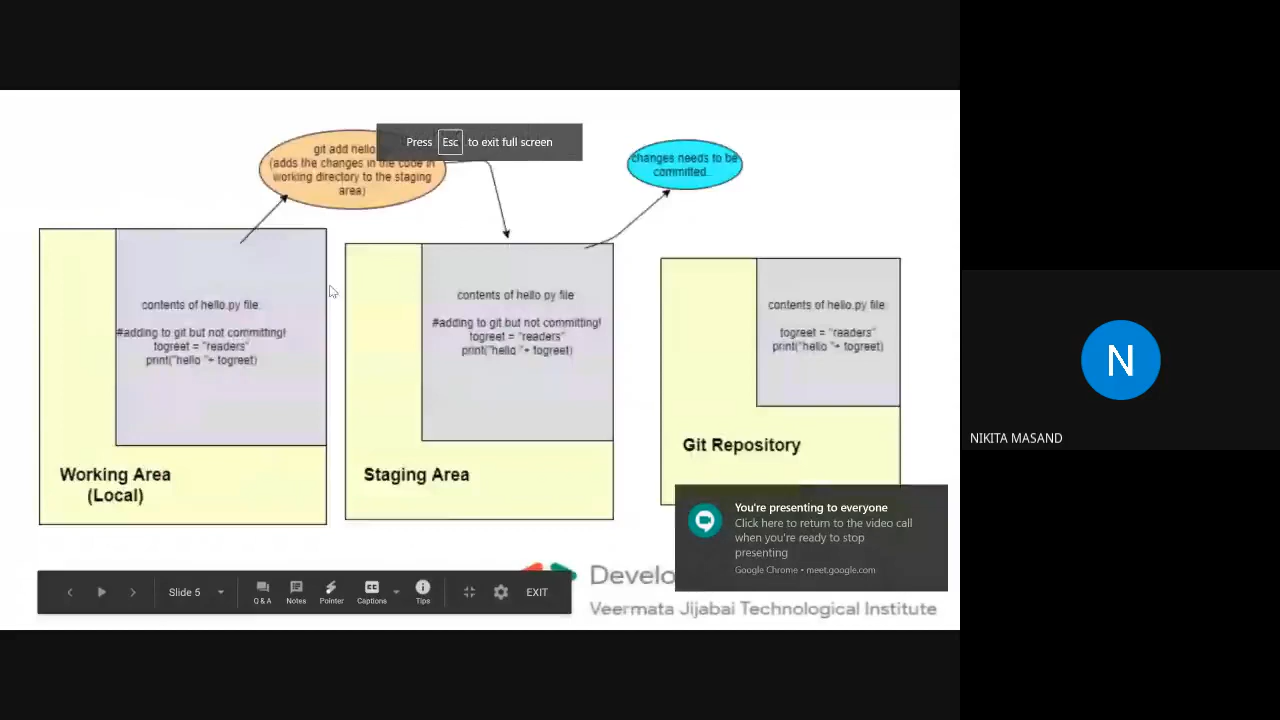 git add hello
(adds the changes in the code in
working directory to the staging
area)
Press Esc to exit full screen
changes needs to be
committed..
contents of hello.py file
#adding to git but not committing!
togreet = "readers"
print("hello "+ togreet)
Working Area
(Local)
contents of hello.py file
#adding to git but not committing!
togreet = "readers"
print("hello "+ togreet)
Staging Area
contents of hello.py file
togreet = "readers"
print("hello "+ togreet)
Git Repository
You're presenting to everyone
Click here to return to the video call
when you're ready to stop
presenting
Google Chrome • meet.google.com
Develo
Veermata Jijabai Technological Institute
Slide 5
Q & A
Notes
Pointer
Captions
Tips
EXIT
N
NIKITA MASAND